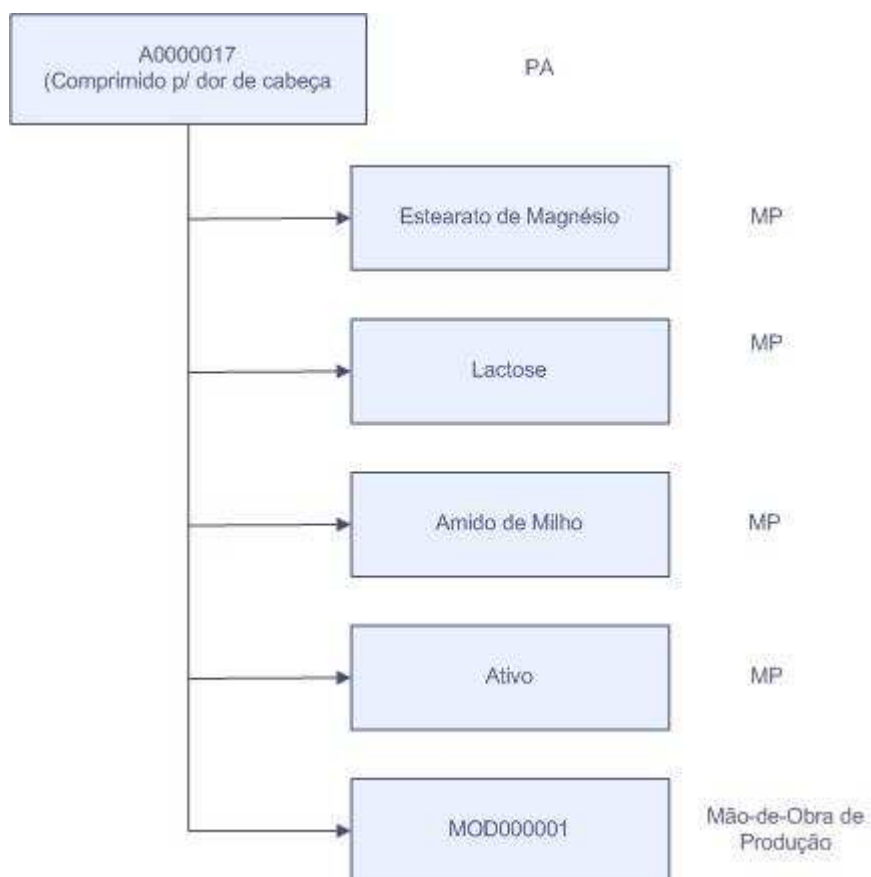 A0000017
(Comprimido p/ dor de cabeça
PA
Estearato de Magnésio
MP
Lactose
MP
Amido de Milho
MP
Ativo
MP
MOD000001
Mão-de-Obra de
Produção